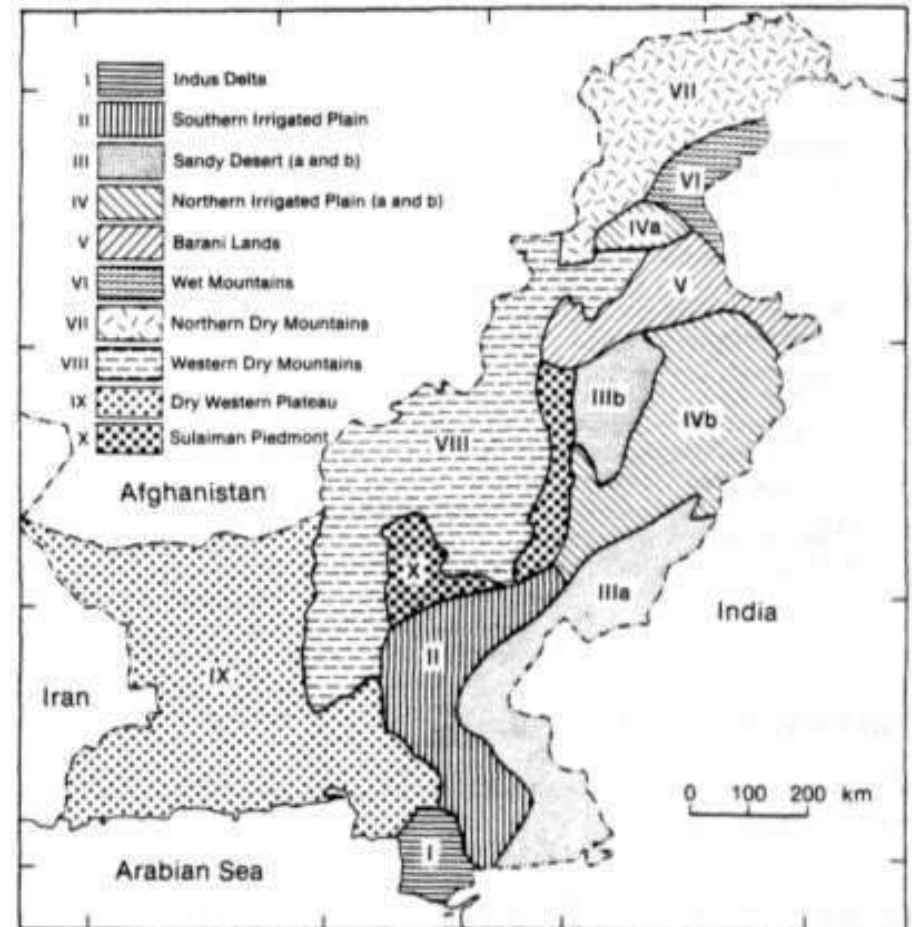 I Indus Delta
II Southern Irrigated Plain
III Sandy Desert (a and b)
IV Northern Irrigated Plain (a and b)
V Barani Lands
VI Wet Mountains
VII Northern Dry Mountains
VIII Western Dry Mountains
IX Dry Western Plateau
X Sulaiman Piedmont
VII
VI
IVa
V
IIIb
IVb
VIII
Afghanistan
X
IIIa
India
II
IX
Iran
0 100 200 km
I
Arabian Sea